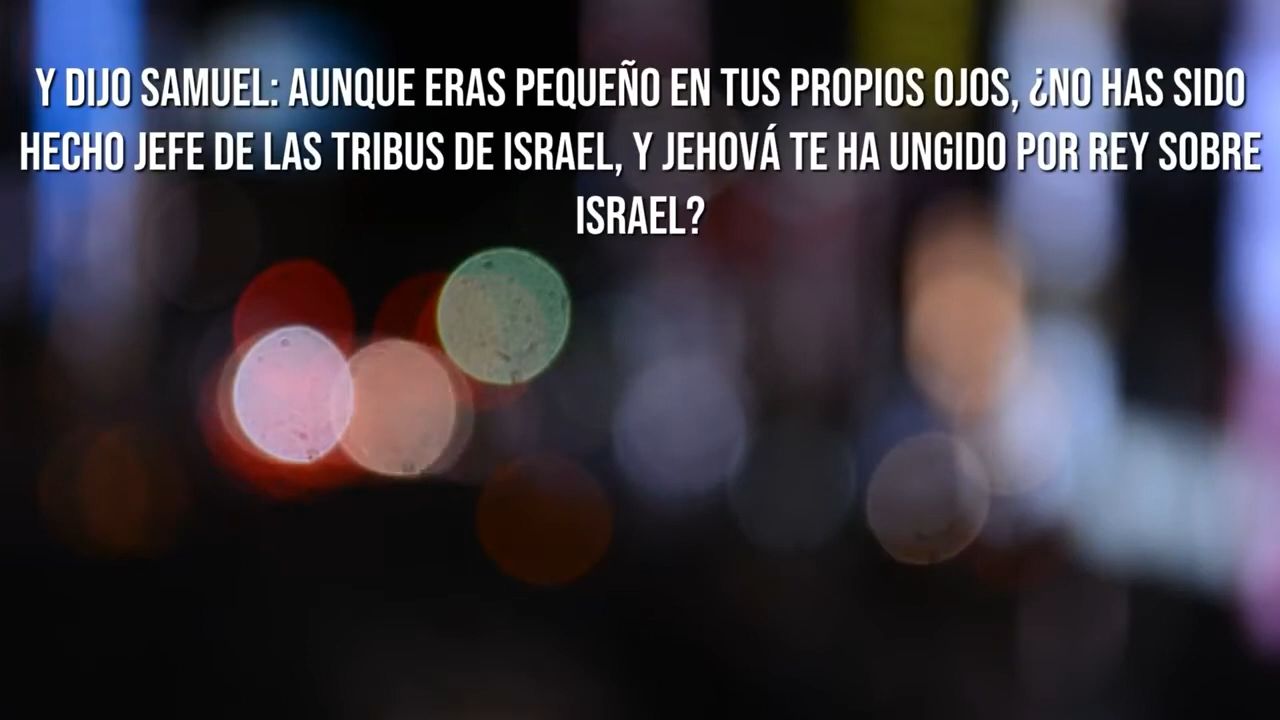 Y DIJO SAMUEL: AUNQUE ERAS PEQUEÑO EN TUS PROPIOS OJOS, ¿NO HAS SIDO
HECHO JEFE DE LAS TRIBUS DE ISRAEL, Y JEHOVÁ TE HA UNGIDO POR REY SOBRE
ISRAEL?